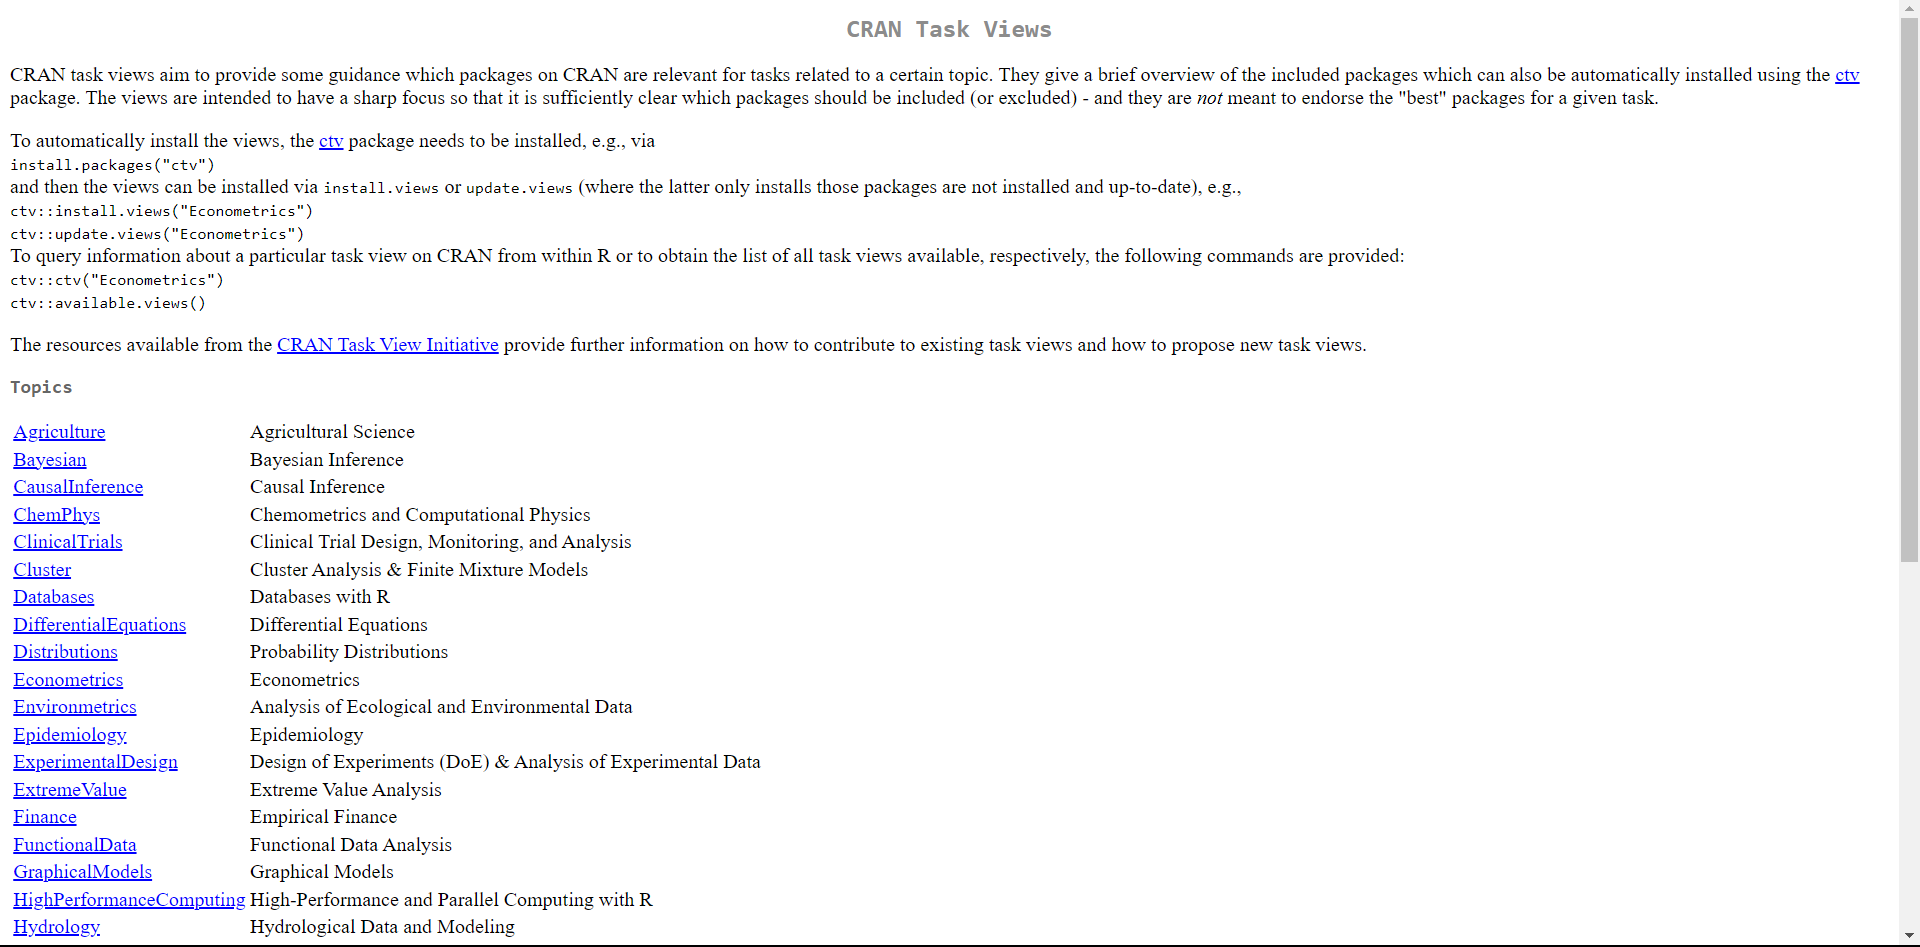 CRAN Task Views
CRAN task views aim to provide some guidance which packages on CRAN are relevant for tasks related to a certain topic. They give a brief overview of the included packages which can also be automatically installed using the ctv
package. The views are intended to have a sharp focus so that it is sufficiently clear which packages should be included (or excluded) - and they are not meant to endorse the "best" packages for a given task.
To automatically install the views, the ctv package needs to be installed, e.g., via
install.packages("ctv")
and then the views can be installed via install.views or update.views (where the latter only installs those packages are not installed and up-to-date), e.g.,
ctv::install.views("Econometrics")
ctv::update.views("Econometrics")
To query information about a particular task view on CRAN from within R or to obtain the list of all task views available, respectively, the following commands are provided:
ctv::ctv("Econometrics")
ctv::available.views()
The resources available from the CRAN Task View Initiative provide further information on how to contribute to existing task views and how to propose new task views.
Topics
Agriculture Agricultural Science
Bayesian Bayesian Inference
CausalInference Causal Inference
ChemPhys Chemometrics and Computational Physics
ClinicalTrials Clinical Trial Design, Monitoring, and Analysis
Cluster Cluster Analysis & Finite Mixture Models
Databases Databases with R
DifferentialEquations Differential Equations
Distributions Probability Distributions
Econometrics Econometrics
Environmetrics Analysis of Ecological and Environmental Data
Epidemiology Epidemiology
ExperimentalDesign Design of Experiments (DoE) & Analysis of Experimental Data
ExtremeValue Extreme Value Analysis
Finance Empirical Finance
FunctionalData Functional Data Analysis
GraphicalModels Graphical Models
HighPerformanceComputing High-Performance and Parallel Computing with R
Hydrology Hydrological Data and Modeling